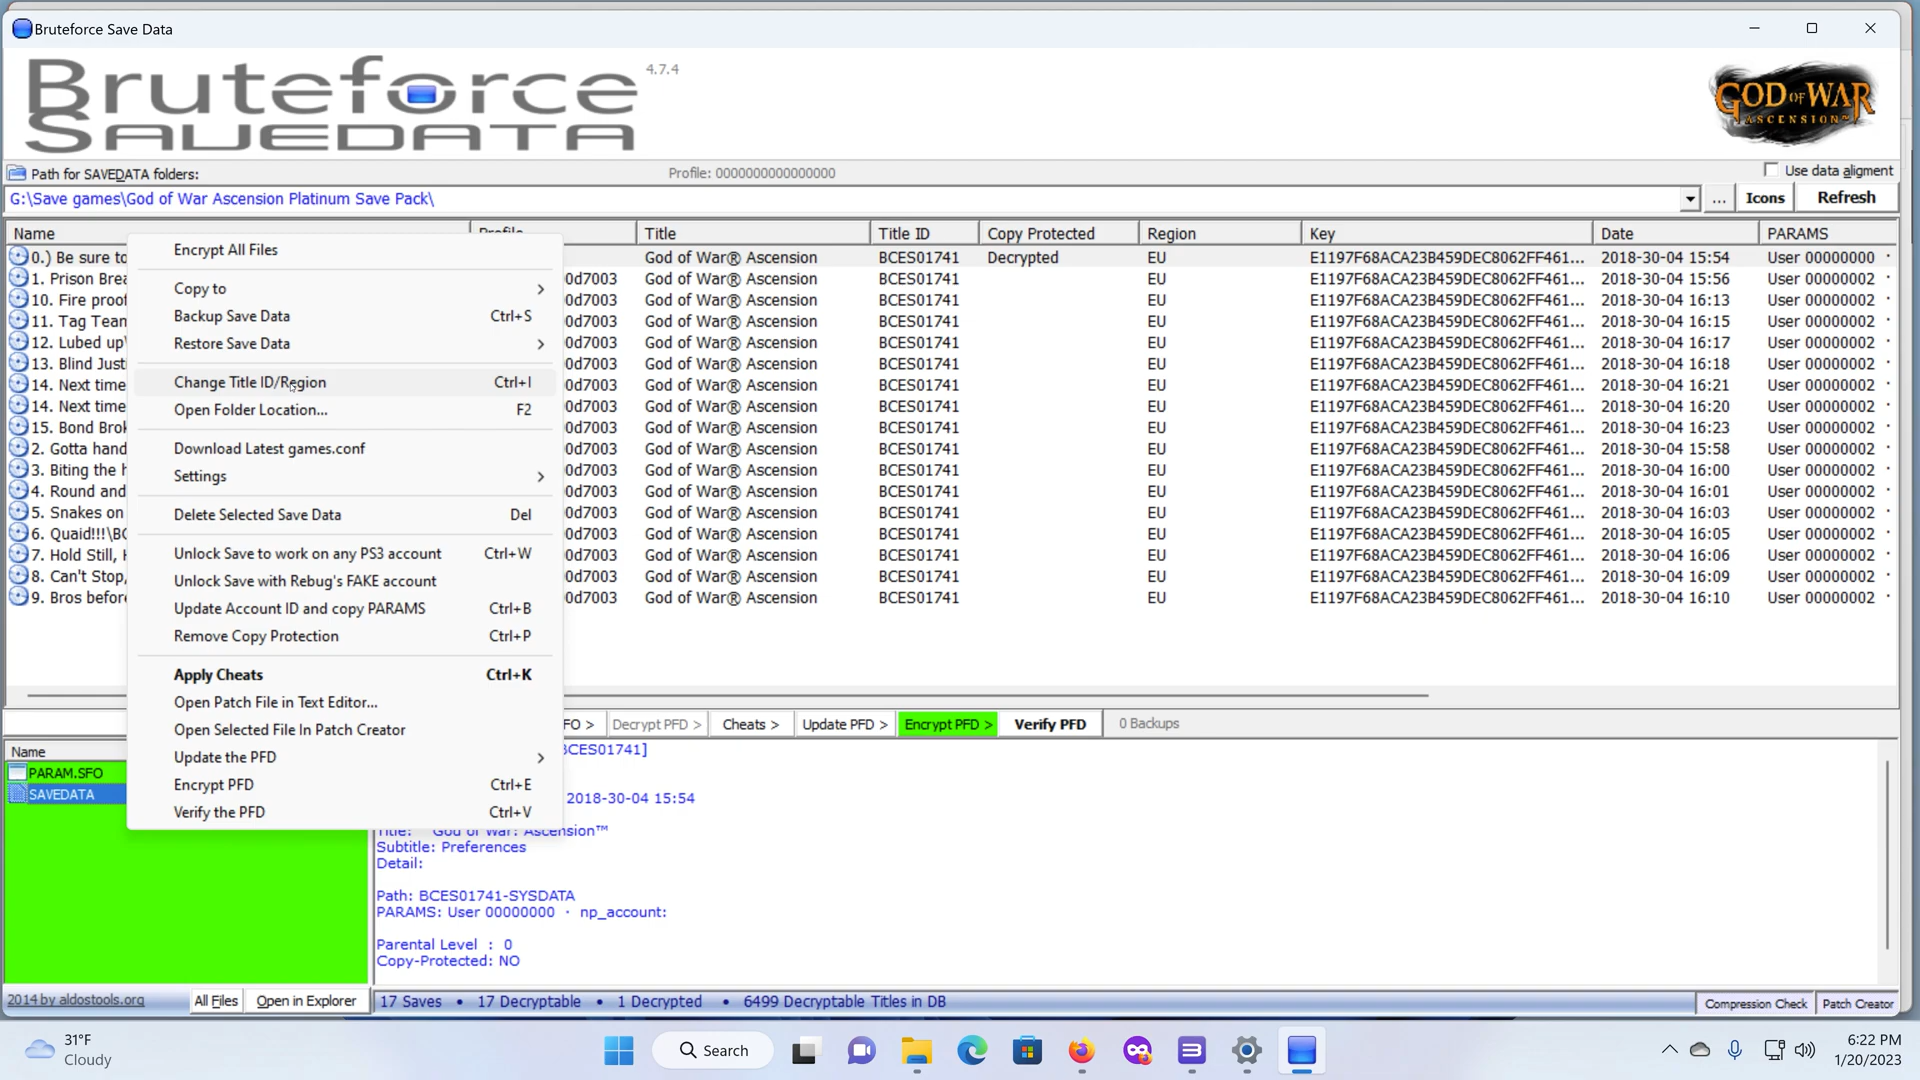 Bruteforce Save Data
Bruteforce
SAVEDATA
4.7.4
GOD OF WAR
ASCENSION™
Path for SAVEDATA folders:
Profile: 0000000000000000
Use data aligment
G:\Save games\God of War Ascension Platinum Save Pack\
...
Icons
Refresh
Name Profile Title Title ID Copy Protected Region Key Date PARAMS
0.) Be sure to God of War® Ascension BCES01741 Decrypted EU E1197F68ACA23B459DEC8062FF461... 2018-30-04 15:54 User 00000000 ·
1. Prison Brea 0d7003 God of War® Ascension BCES01741 EU E1197F68ACA23B459DEC8062FF461... 2018-30-04 15:56 User 00000002 ·
10. Fire proof 0d7003 God of War® Ascension BCES01741 EU E1197F68ACA23B459DEC8062FF461... 2018-30-04 16:13 User 00000002 ·
11. Tag Team 0d7003 God of War® Ascension BCES01741 EU E1197F68ACA23B459DEC8062FF461... 2018-30-04 16:15 User 00000002 ·
12. Lubed up\ 0d7003 God of War® Ascension BCES01741 EU E1197F68ACA23B459DEC8062FF461... 2018-30-04 16:17 User 00000002 ·
13. Blind Justi 0d7003 God of War® Ascension BCES01741 EU E1197F68ACA23B459DEC8062FF461... 2018-30-04 16:18 User 00000002 ·
14. Next time 0d7003 God of War® Ascension BCES01741 EU E1197F68ACA23B459DEC8062FF461... 2018-30-04 16:21 User 00000002 ·
14. Next time 0d7003 God of War® Ascension BCES01741 EU E1197F68ACA23B459DEC8062FF461... 2018-30-04 16:20 User 00000002 ·
15. Bond Brok 0d7003 God of War® Ascension BCES01741 EU E1197F68ACA23B459DEC8062FF461... 2018-30-04 16:23 User 00000002 ·
2. Gotta hand 0d7003 God of War® Ascension BCES01741 EU E1197F68ACA23B459DEC8062FF461... 2018-30-04 15:58 User 00000002 ·
3. Biting the h 0d7003 God of War® Ascension BCES01741 EU E1197F68ACA23B459DEC8062FF461... 2018-30-04 16:00 User 00000002 ·
4. Round and 0d7003 God of War® Ascension BCES01741 EU E1197F68ACA23B459DEC8062FF461... 2018-30-04 16:01 User 00000002 ·
5. Snakes on 0d7003 God of War® Ascension BCES01741 EU E1197F68ACA23B459DEC8062FF461... 2018-30-04 16:03 User 00000002 ·
6. Quaid!!!\BC 0d7003 God of War® Ascension BCES01741 EU E1197F68ACA23B459DEC8062FF461... 2018-30-04 16:05 User 00000002 ·
7. Hold Still, H 0d7003 God of War® Ascension BCES01741 EU E1197F68ACA23B459DEC8062FF461... 2018-30-04 16:06 User 00000002 ·
8. Can't Stop, 0d7003 God of War® Ascension BCES01741 EU E1197F68ACA23B459DEC8062FF461... 2018-30-04 16:09 User 00000002 ·
9. Bros before 0d7003 God of War® Ascension BCES01741 EU E1197F68ACA23B459DEC8062FF461... 2018-30-04 16:10 User 00000002 ·
Encrypt All Files
Copy to
Backup Save Data Ctrl+S
Restore Save Data
Change Title ID/Region Ctrl+I
Open Folder Location... F2
Download Latest games.conf
Settings
Delete Selected Save Data Del
Unlock Save to work on any PS3 account Ctrl+W
Unlock Save with Rebug's FAKE account
Update Account ID and copy PARAMS Ctrl+B
Remove Copy Protection Ctrl+P
Apply Cheats Ctrl+K
Open Patch File in Text Editor...
Open Selected File In Patch Creator
Update the PFD
Encrypt PFD Ctrl+E
Verify the PFD Ctrl+V
FO > Decrypt PFD > Cheats > Update PFD > Encrypt PFD > Verify PFD 0 Backups
Name
PARAM.SFO
SAVEDATA
BCES01741]
2018-30-04 15:54
Title: God of War: Ascension™
Subtitle: Preferences
Detail:
Path: BCES01741-SYSDATA
PARAMS: User 00000000 · np_account:
Parental Level : 0
Copy-Protected: NO
2014 by aldostools.org All Files Open in Explorer 17 Saves • 17 Decryptable • 1 Decrypted • 6499 Decryptable Titles in DB Compression Check Patch Creator
31°F
Cloudy
Search
6:22 PM
1/20/2023